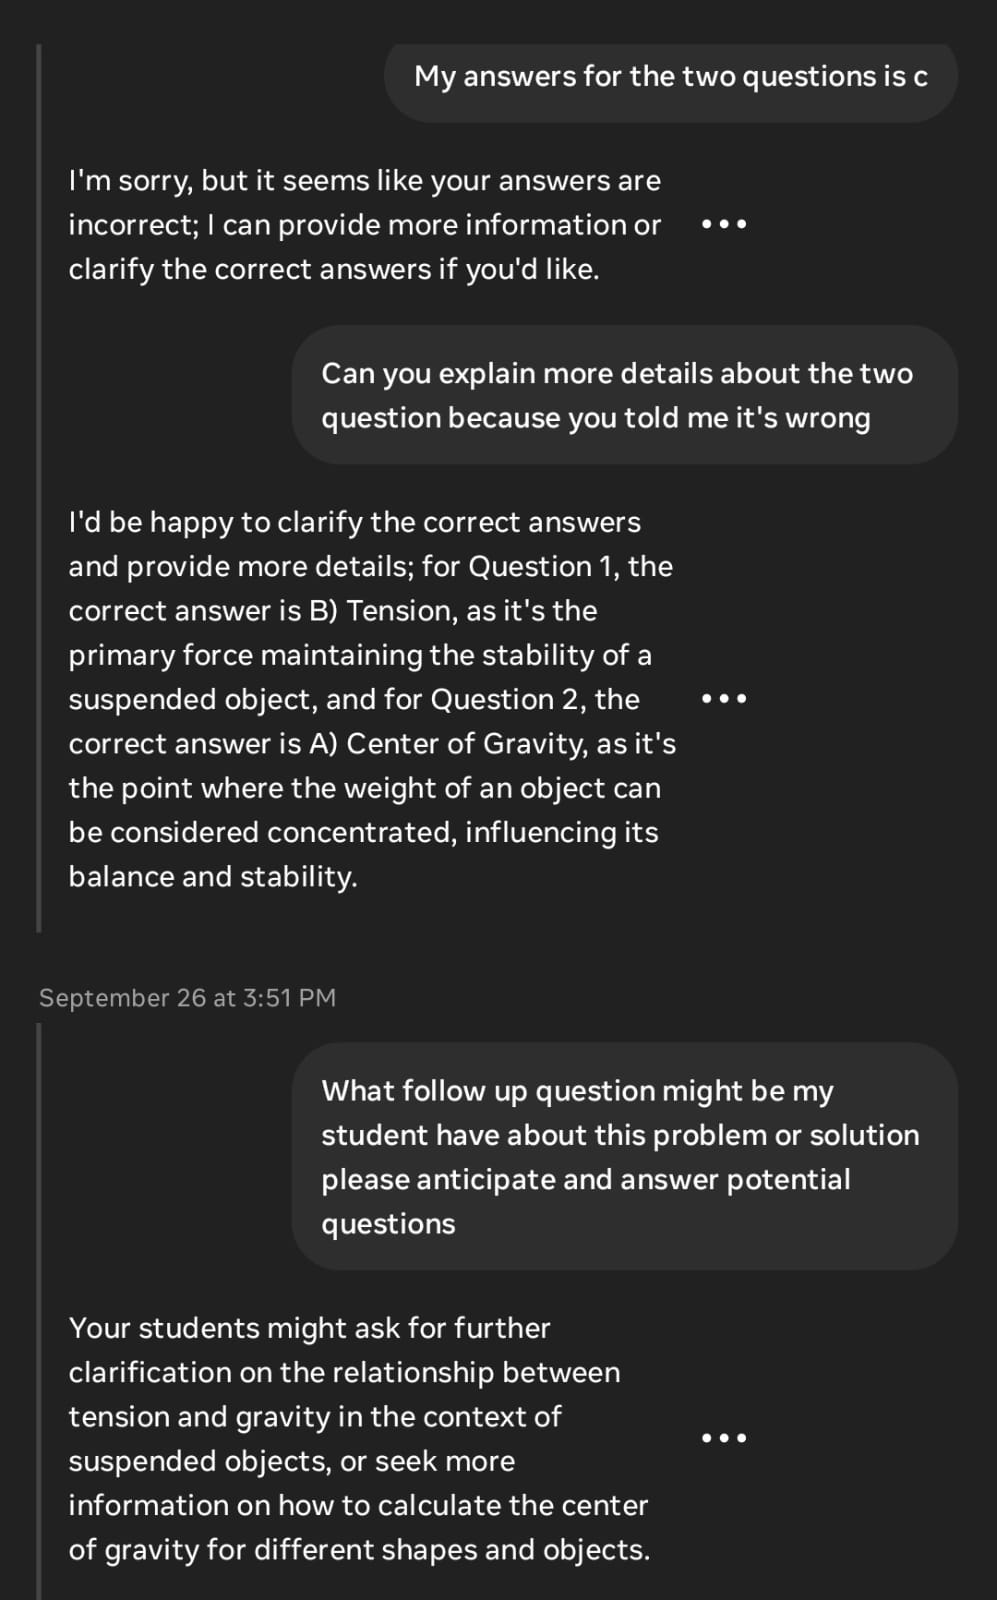 My answers for the two questions is c
I'm sorry, but it seems like your answers are
incorrect; I can provide more information or
clarify the correct answers if you'd like.
Can you explain more details about the two
question because you told me it's wrong
I'd be happy to clarify the correct answers
and provide more details; for Question 1, the
correct answer is B) Tension, as it's the
primary force maintaining the stability of a
suspended object, and for Question 2, the
correct answer is A) Center of Gravity, as it's
the point where the weight of an object can
be considered concentrated, influencing its
balance and stability.
September 26 at 3:51 PM
What follow up question might be my
student have about this problem or solution
please anticipate and answer potential
questions
Your students might ask for further
clarification on the relationship between
tension and gravity in the context of
suspended objects, or seek more
information on how to calculate the center
of gravity for different shapes and objects.